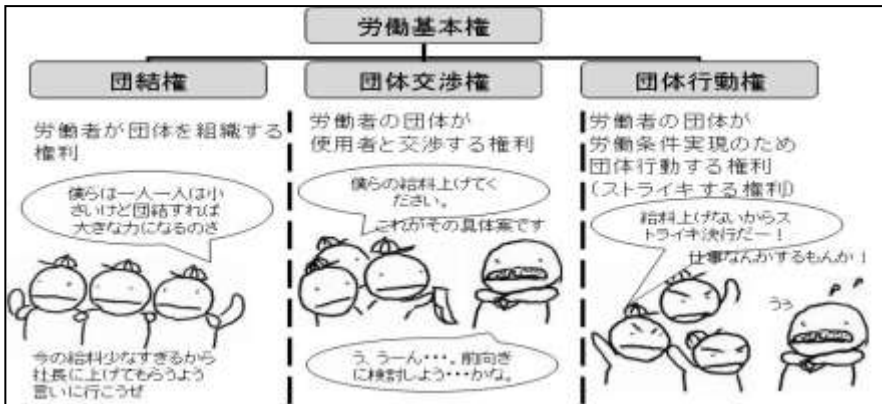 労働基本権
団結権
労働者が団体を組織する
権利
僕らは一人一人は小
さいけど団結すれば
大きな力になるのさ
今の給料少なすぎるから
社長に上げてもらうよう
言いに行こうぜ
団体交渉権
労働者の団体が
使用者と交渉する権利
僕らの給料上げてく
ださい。
これがその具体案です
う、うーん・・・。前向き
に検討しよう・・・かな。
団体行動権
労働者の団体が
労働条件実現のため
団体行動する権利
(ストライキする権利)
給料上げないからス
トライキ決行だー！
仕事なんかするもんか！
うぅ